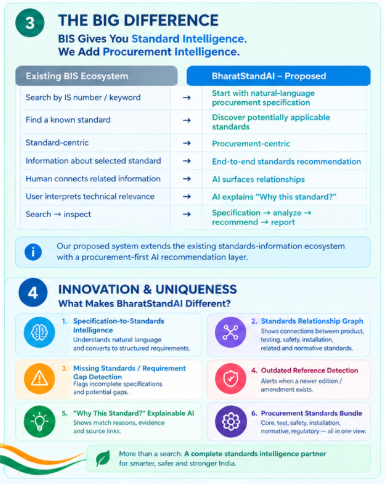 3 THE BIG DIFFERENCE
BIS Gives You Standard Intelligence.
We Add Procurement Intelligence.
Existing BIS Ecosystem BharatStandAI – Proposed
Search by IS number / keyword → Start with natural-language
procurement specification
Find a known standard → Discover potentially applicable
standards
Standard-centric → Procurement-centric
Information about selected standard → End-to-end standards recommendation
Human connects related information → AI surfaces relationships
User interprets technical relevance → AI explains "Why this standard?"
Search → inspect → Specification → analyze →
recommend → report
i Our proposed system extends the existing standards-information ecosystem
with a procurement-first AI recommendation layer.
4 INNOVATION & UNIQUENESS
What Makes BharatStandAI Different?
1. Specification-to-Standards
Intelligence
Understands natural language
and converts to structured requirements.
2. Standards Relationship Graph
Shows connections between product,
testing, safety, installation,
related and normative standards.
3. Missing Standards / Requirement
Gap Detection
Flags incomplete specifications
and potential gaps.
4. Outdated Reference Detection
Alerts when a newer edition /
amendment exists.
5. "Why This Standard?" Explainable AI
Shows match reasons, evidence
and source links.
6. Procurement Standards Bundle
Core, test, safety, installation,
normative, regulatory — all in one view.
More than a search. A complete standards intelligence partner
for smarter, safer and stronger India.